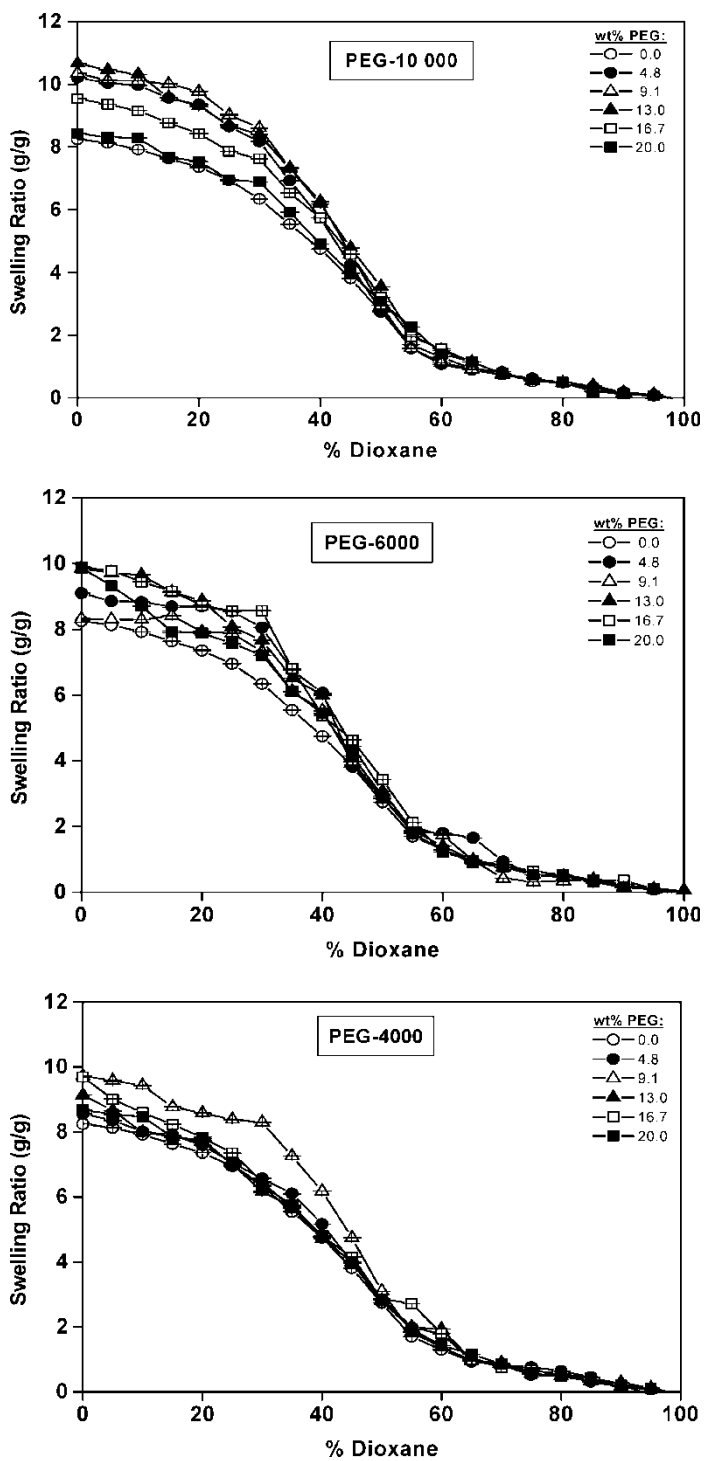 12
10
8
6
4
2
0
Swelling Ratio (g/g)
PEG-10 000
wt% PEG:
0.0
4.8
9.1
13.0
16.7
20.0
0 20 40 60 80 100
% Dioxane
12
10
8
6
4
2
0
Swelling Ratio (g/g)
PEG-6000
wt% PEG:
0.0
4.8
9.1
13.0
16.7
20.0
0 20 40 60 80 100
% Dioxane
12
10
8
6
4
2
0
Swelling Ratio (g/g)
PEG-4000
wt% PEG:
0.0
4.8
9.1
13.0
16.7
20.0
0 20 40 60 80 100
% Dioxane